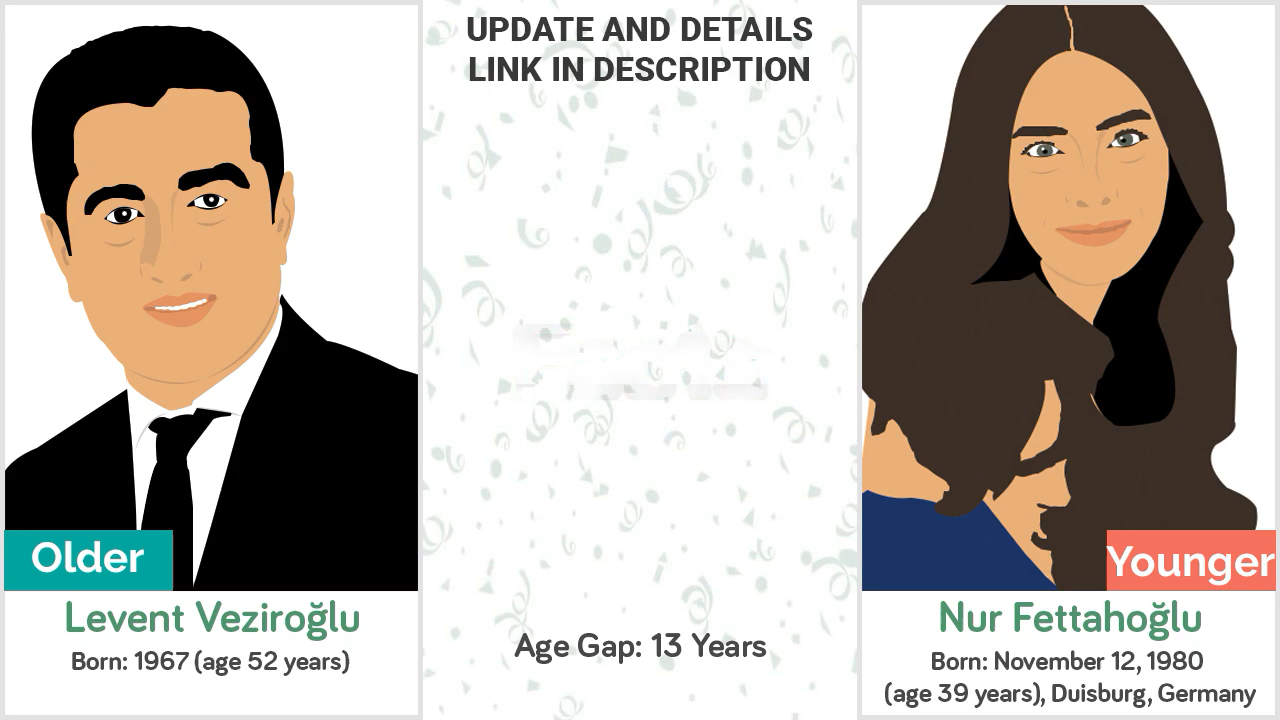 UPDATE AND DETAILS
LINK IN DESCRIPTION
Older
Levent Veziroğlu
Born: 1967 (age 52 years)
Age Gap: 13 Years
Younger
Nur Fettahoğlu
Born: November 12, 1980
(age 39 years), Duisburg, Germany